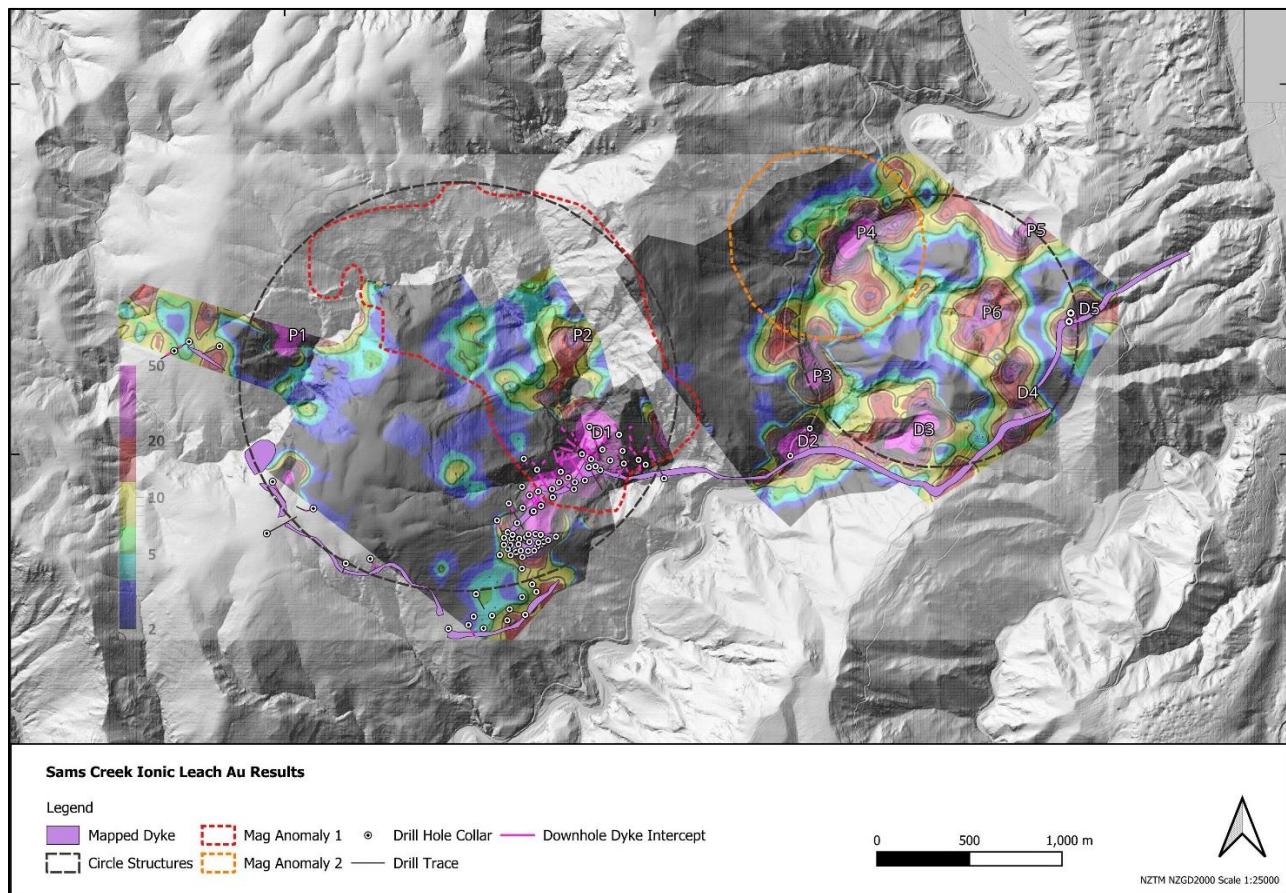 P4
P5
P1
P2
P6
D5
P3
D4
D1
D2
D3
50
20
10
5
2
Sams Creek Ionic Leach Au Results
Legend
Mapped Dyke
Mag Anomaly 1
Drill Hole Collar
Downhole Dyke Intercept
Circle Structures
Mag Anomaly 2
Drill Trace
0 500 1,000 m
NZTM NZGD2000 Scale 1:25000